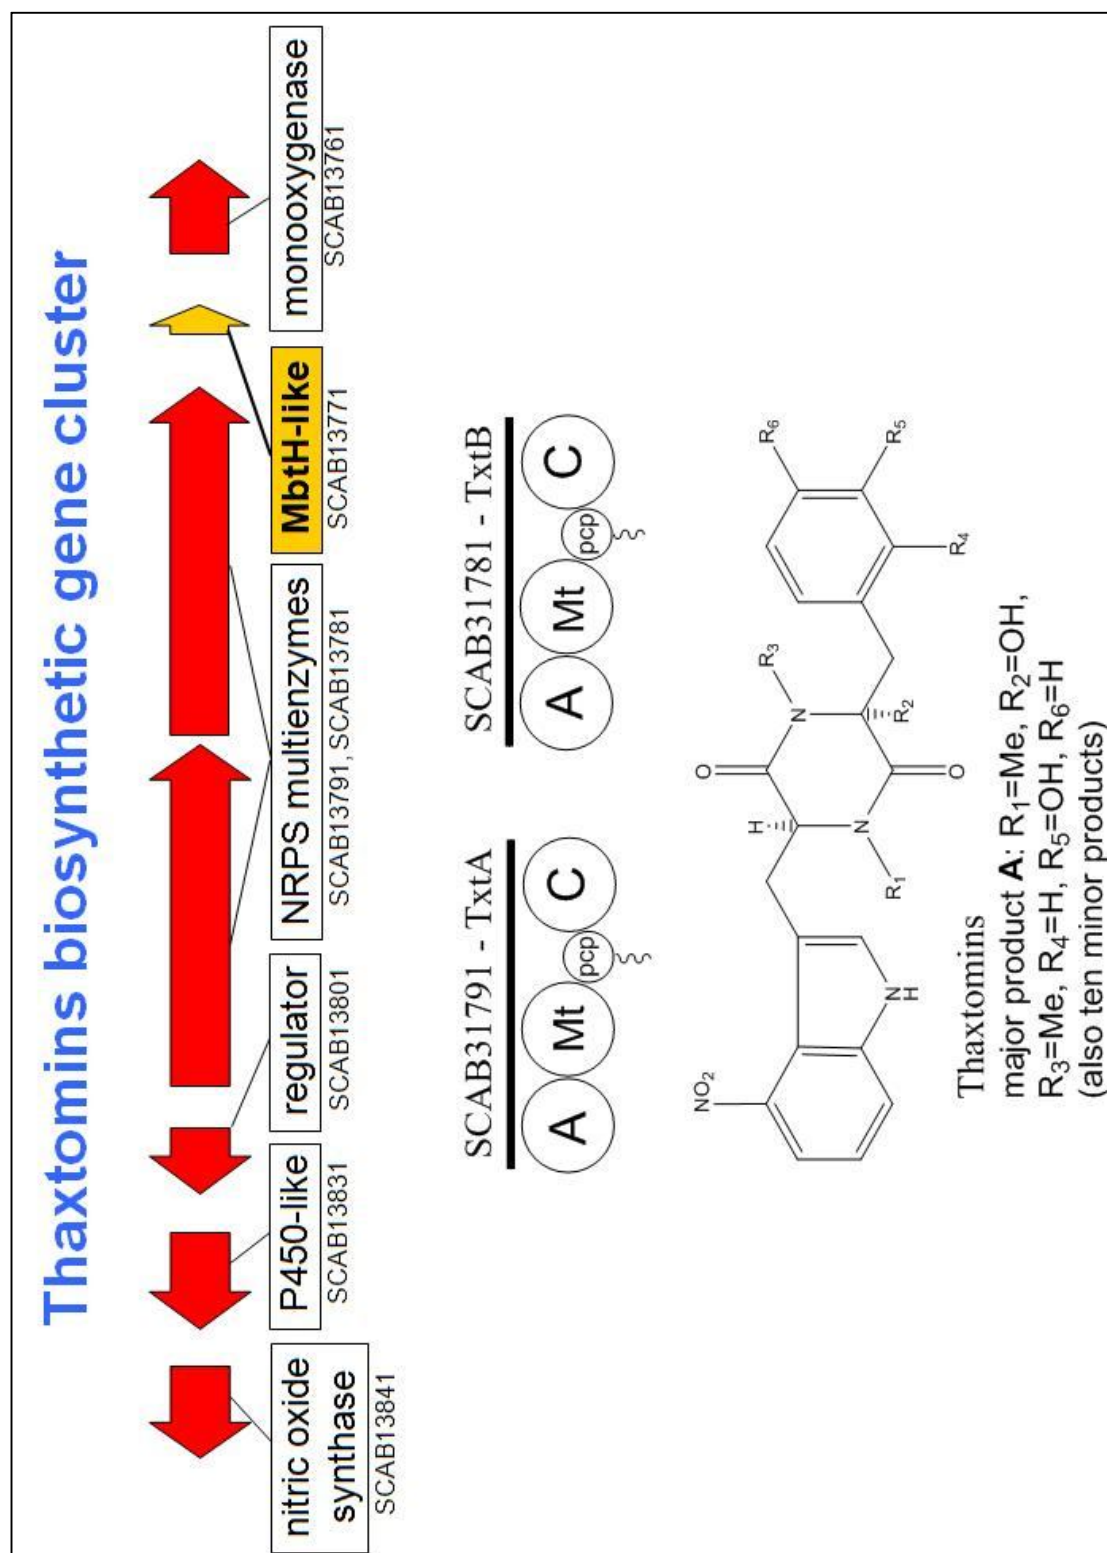 Thaxtomins biosynthetic gene cluster
nitric oxide
synthase
SCAB13841
P450-like
SCAB13831
regulator
SCAB13801
NRPS multienzymes
SCAB13791, SCAB13781
MbtH-like
SCAB13771
monooxygenase
SCAB13761
SCAB31791 - TxtA
A Mt pcp C
SCAB31781 - TxtB
A Mt pcp C
NO2
N
H
R1
N
H
O
O
N
R3
R2
R4
R5
R6
Thaxtomins
major product A: R1=Me, R2=OH,
R3=Me, R4=H, R5=OH, R6=H
(also ten minor products)